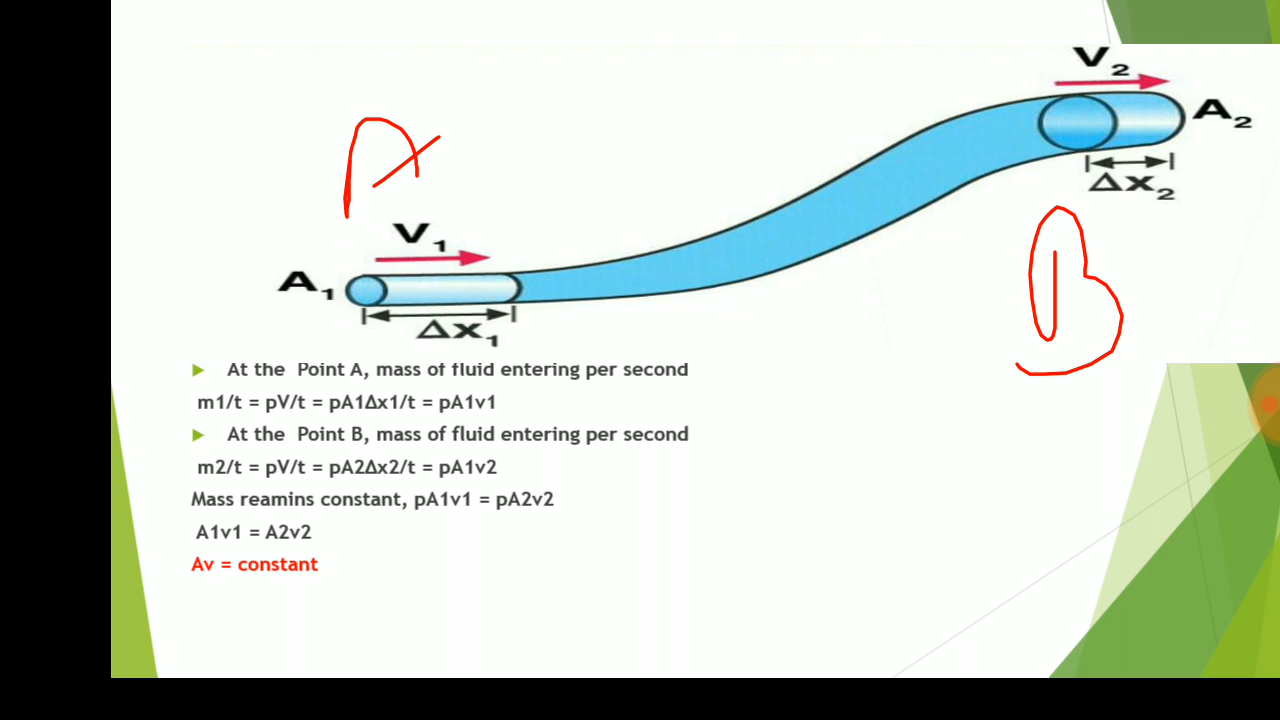 V2
A2
Δx2
A
V1
A1
Δx1
B
At the Point A, mass of fluid entering per second
m1/t = pV/t = pA1Δx1/t = pA1v1
At the Point B, mass of fluid entering per second
m2/t = pV/t = pA2Δx2/t = pA1v2
Mass reamins constant, pA1v1 = pA2v2
A1v1 = A2v2
Av = constant